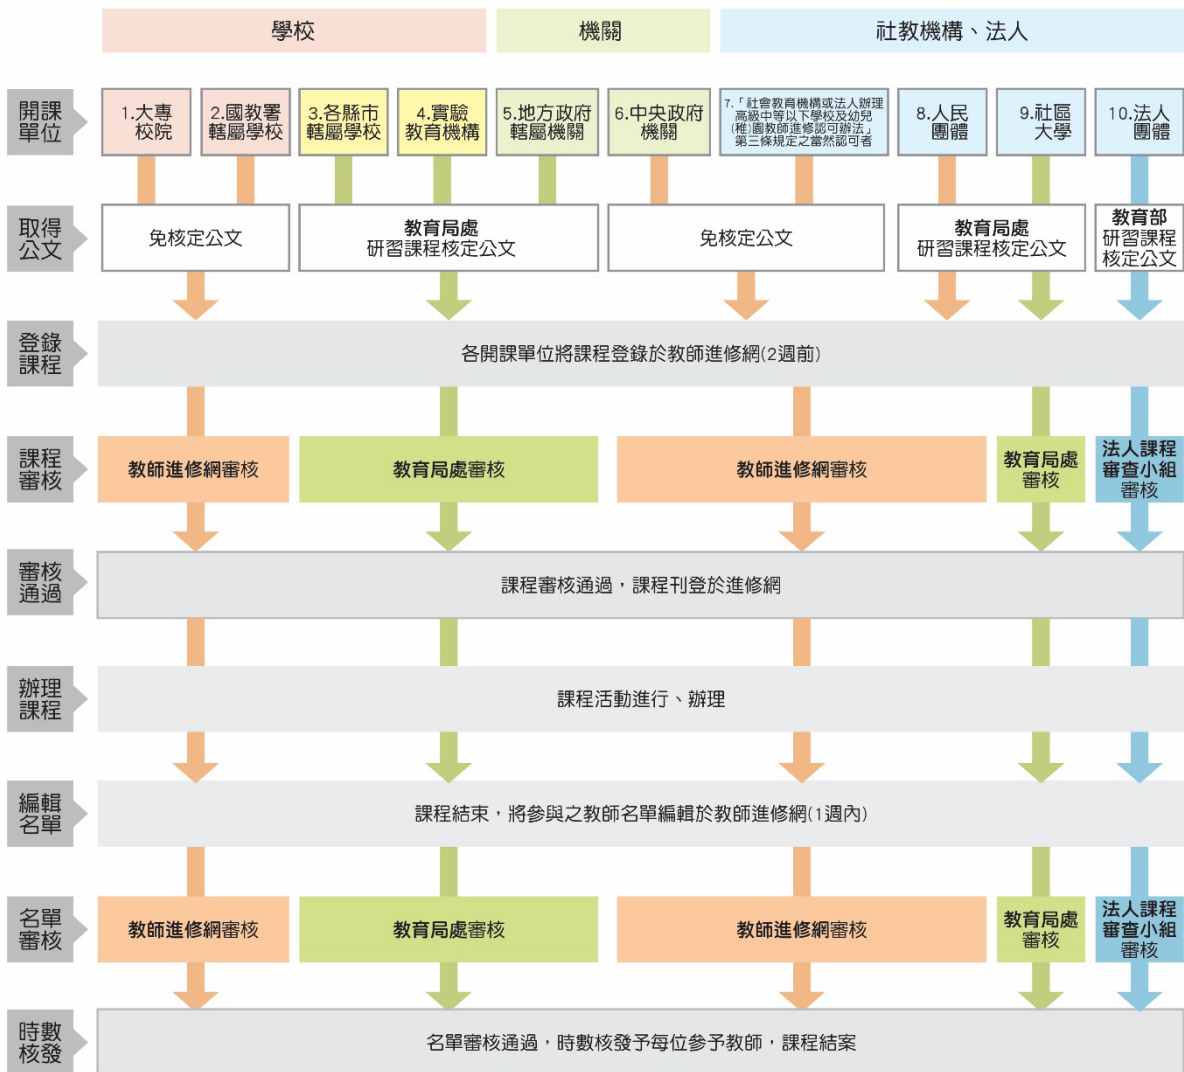 學校
機關
社教機構、法人
開課
單位
1.大專
校院
2.國教署
轄屬學校
3.各縣市
轄屬學校
4.實驗
教育機構
5.地方政府
轄屬機關
6.中央政府
機關
7.「社會教育機構或法人辦理
高級中等以下學校及幼兒
(稚)園教師進修認可辦法」
第三條規定之當然認可者
8.人民
團體
9.社區
大學
10.法人
團體
取得
公文
免核定公文
教育局處
研習課程核定公文
免核定公文
教育局處
研習課程核定公文
教育部
研習課程
核定公文
登錄
課程
各開課單位將課程登錄於教師進修網(2週前)
課程
審核
教師進修網審核
教育局處審核
教師進修網審核
教育局處
審核
法人課程
審查小組
審核
審核
通過
課程審核通過，課程刊登於進修網
辦理
課程
課程活動進行、辦理
編輯
名單
課程結束，將參與之教師名單編輯於教師進修網(1週內)
名單
審核
教師進修網審核
教育局處審核
教師進修網審核
教育局處
審核
法人課程
審查小組
審核
時數
核發
名單審核通過，時數核發予每位參予教師，課程結案